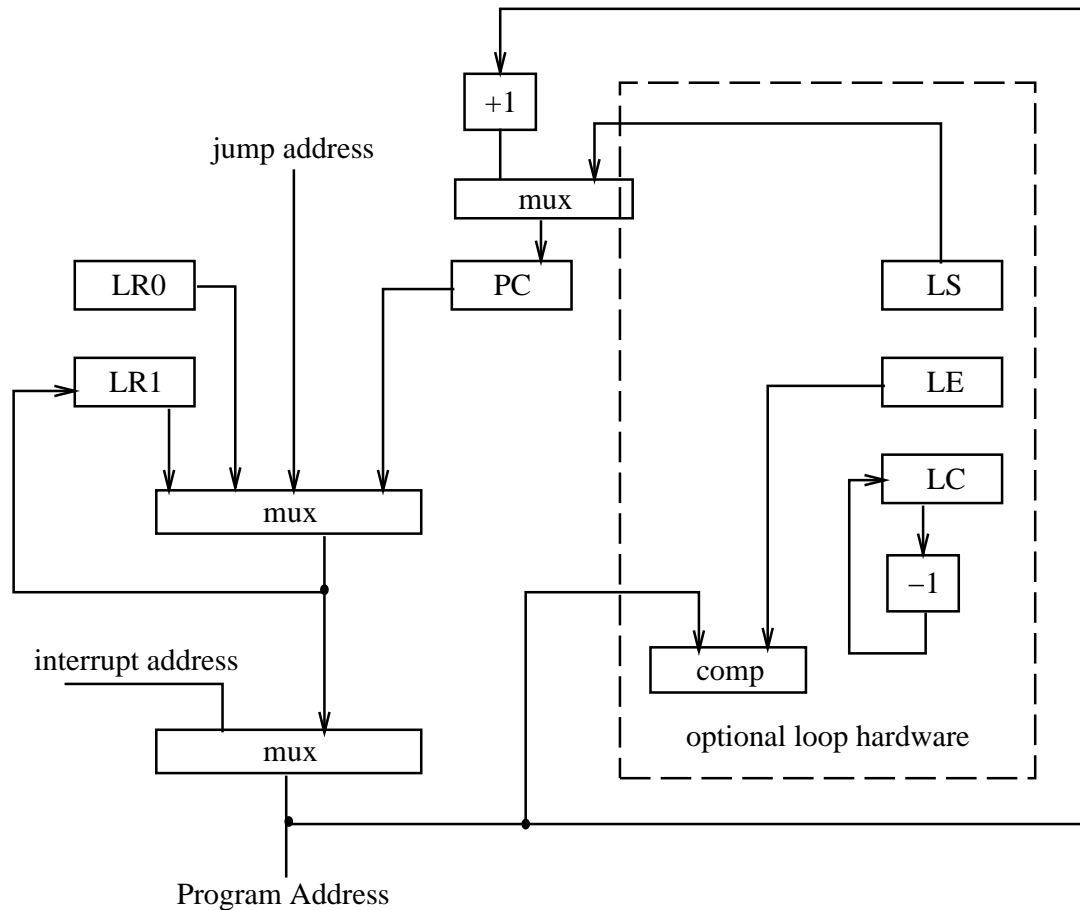 +1
jump address
mux
LR0
PC
LS
LR1
LE
LC
mux
–1
interrupt address
comp
mux
optional loop hardware
Program Address